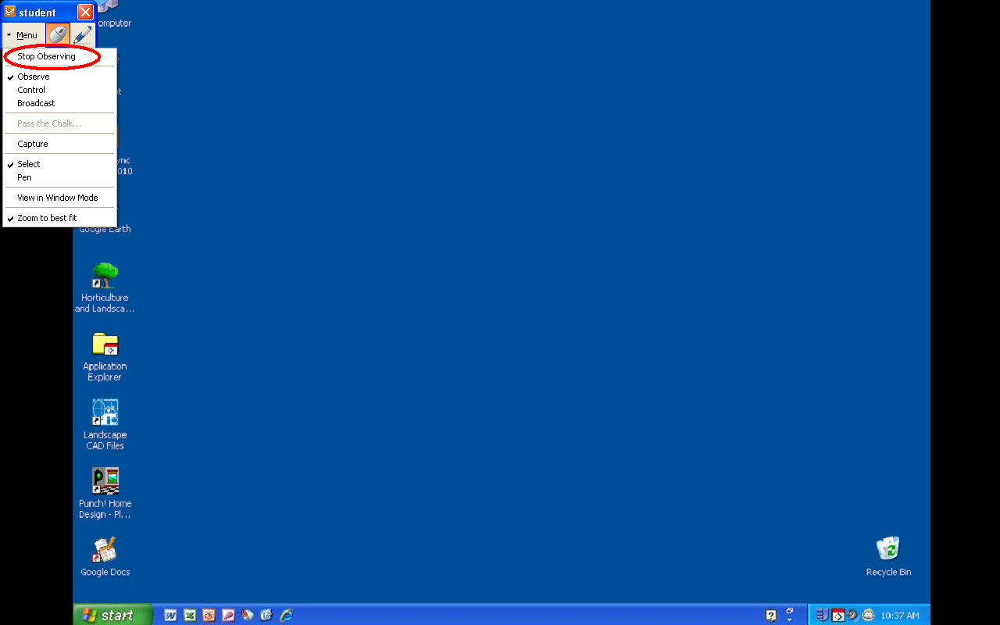 student
Menu
Stop Observing
Observe
Control
Broadcast
Pass the Chalk...
Capture
Select
Pen
View in Window Mode
Zoom to best fit
omputer
t
ync
010
Google Earth
Horticulture
and Landsca...
Application
Explorer
Landscape
CAD Files
Punch! Home
Design - Pl...
Google Docs
Recycle Bin
start
10:37 AM